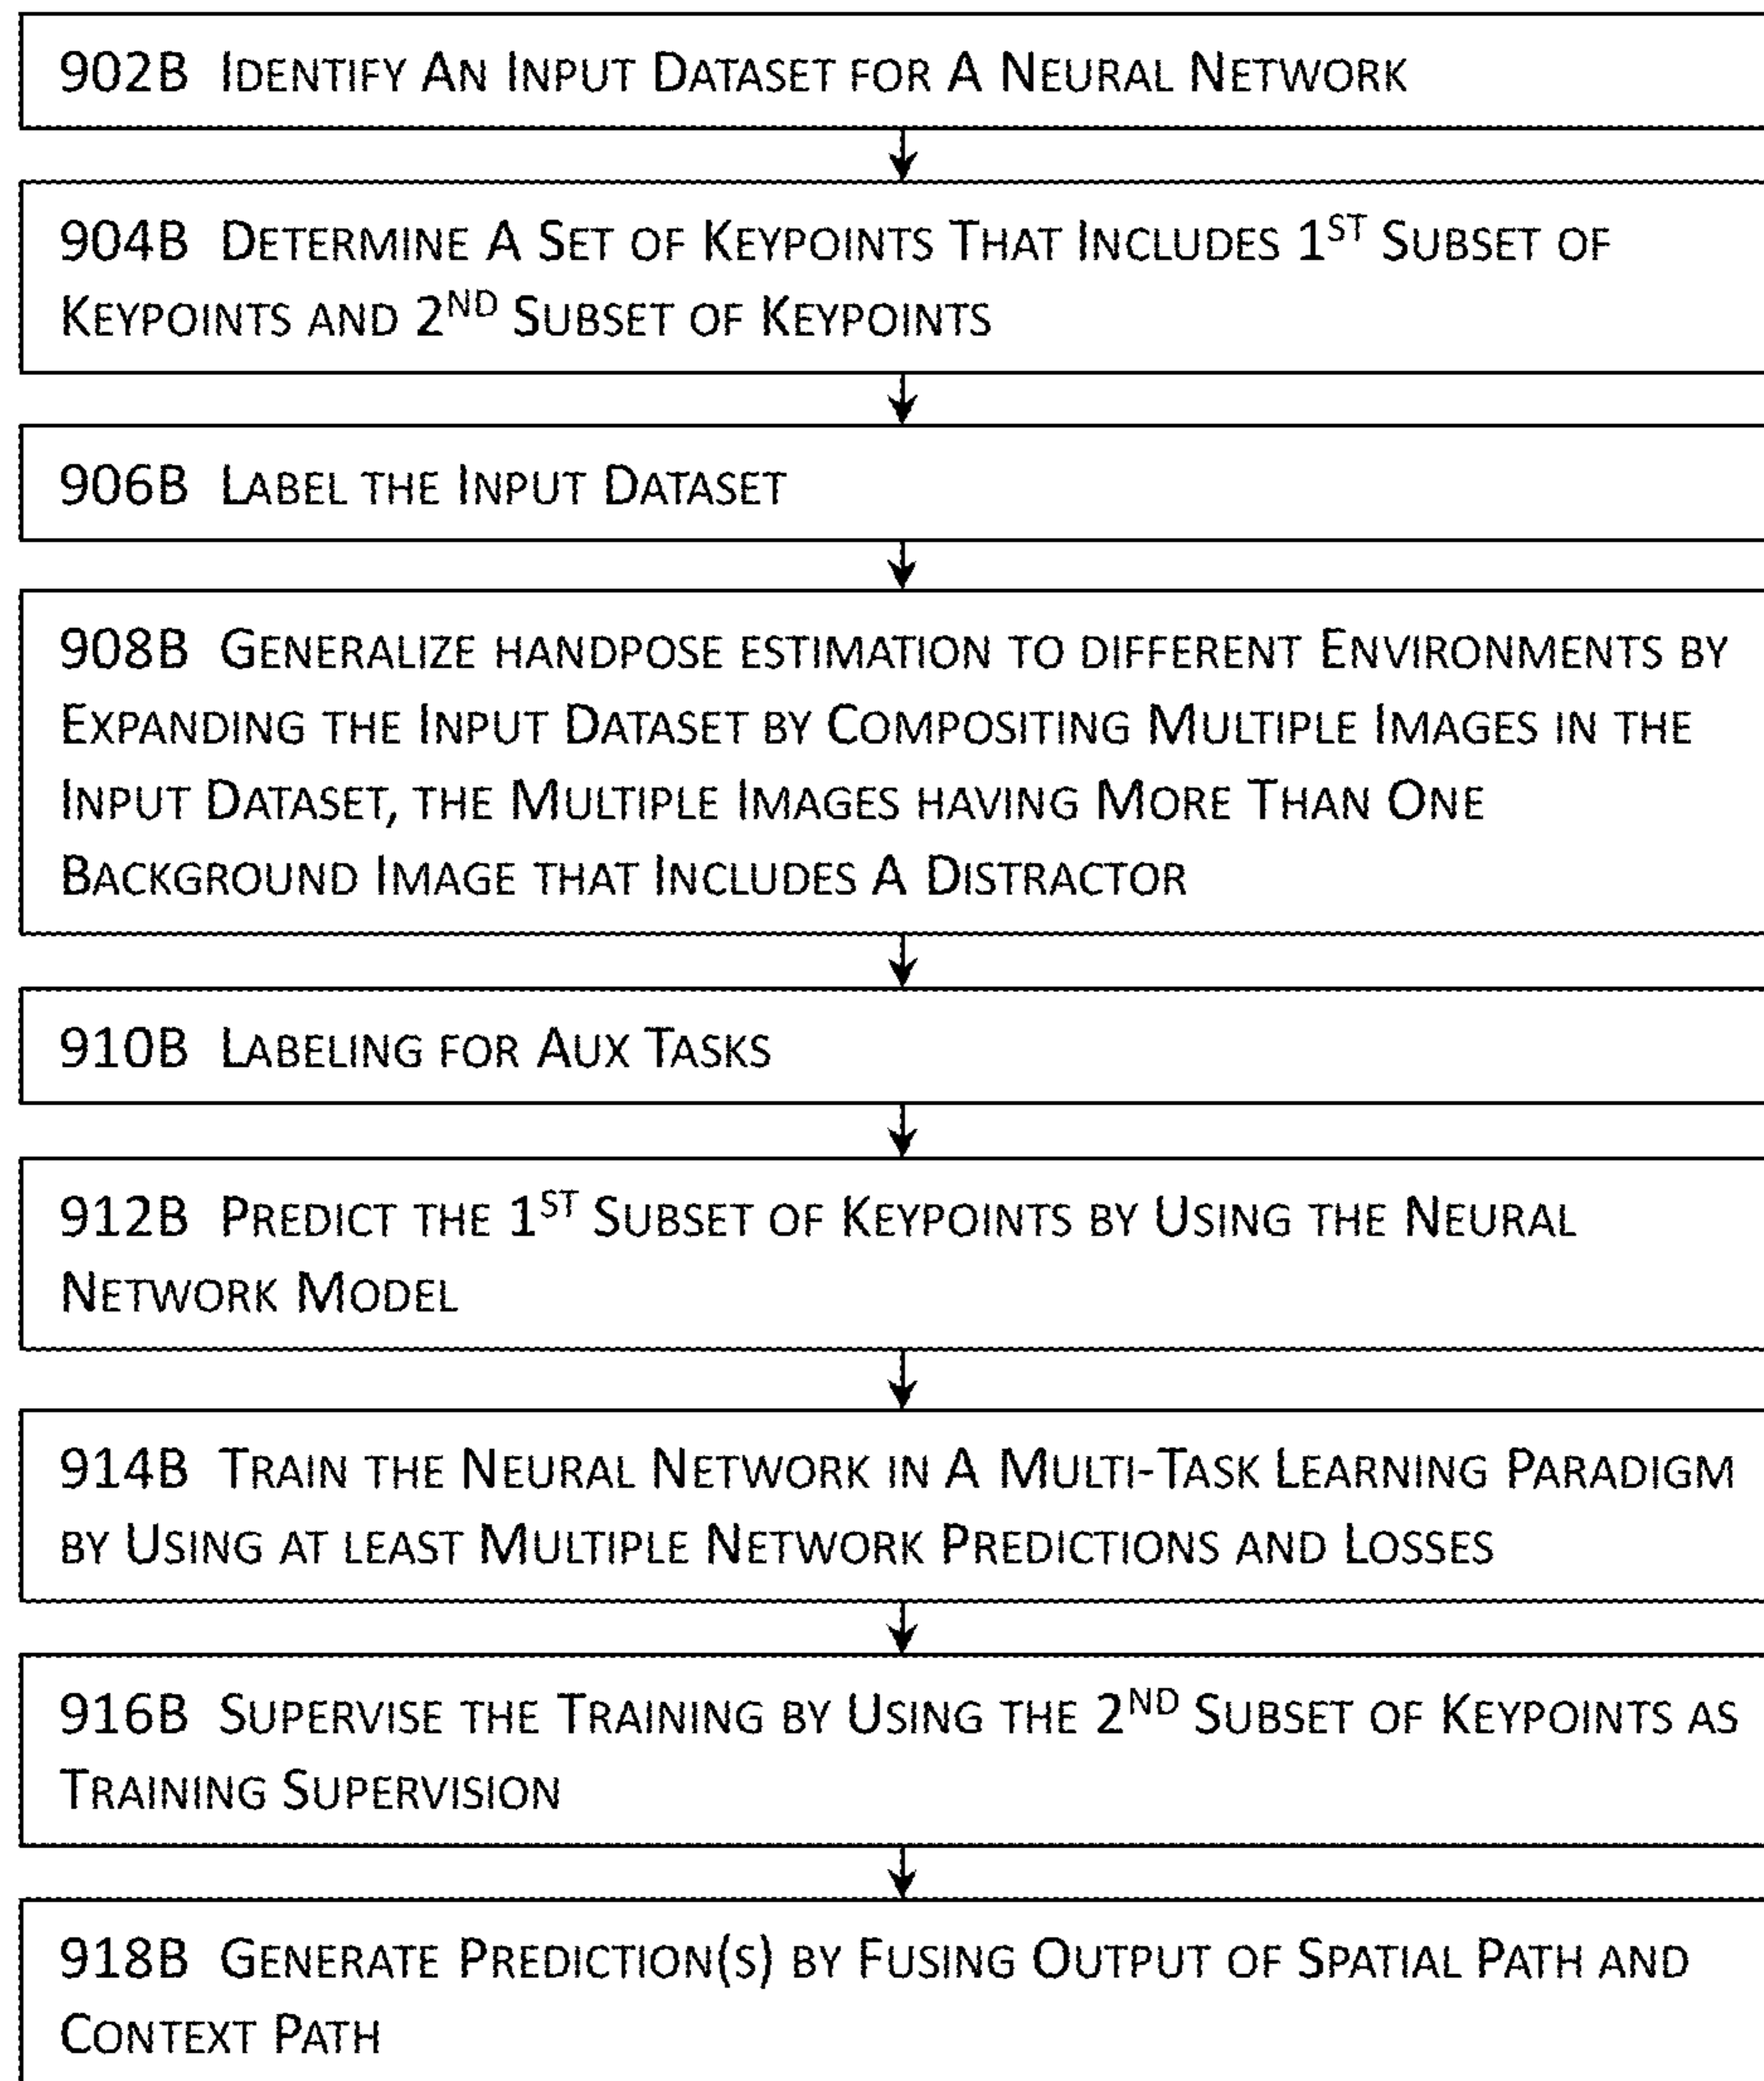 902B Identify An Input Dataset for A Neural Network
904B Determine A Set of Keypoints That Includes 1st Subset of
Keypoints and 2nd Subset of Keypoints
906B Label the Input Dataset
908B Generalize handpose estimation to different Environments by
Expanding the Input Dataset by Compositing Multiple Images in the
Input Dataset, the Multiple Images having More Than One
Background Image that Includes A Distractor
910B Labeling for Aux Tasks
912B Predict the 1st Subset of Keypoints by Using the Neural
Network Model
914B Train the Neural Network in A Multi-Task Learning Paradigm
by Using at least Multiple Network Predictions and Losses
916B Supervise the Training by Using the 2nd Subset of Keypoints as
Training Supervision
918B Generate Prediction(s) by Fusing Output of Spatial Path and
Context Path